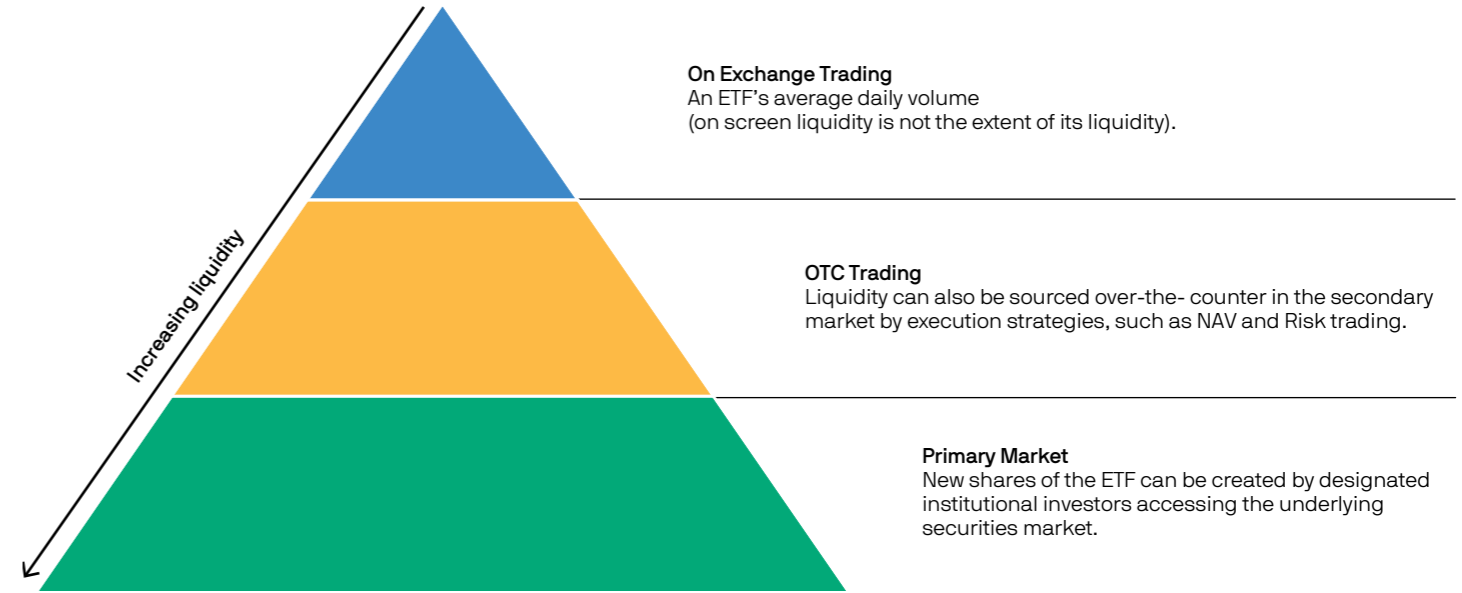 On Exchange Trading
An ETF's average daily volume
(on screen liquidity is not the extent of its liquidity).
Increasing liquidity
OTC Trading
Liquidity can also be sourced over-the- counter in the secondary
market by execution strategies, such as NAV and Risk trading.
Primary Market
New shares of the ETF can be created by designated
institutional investors accessing the underlying
securities market.